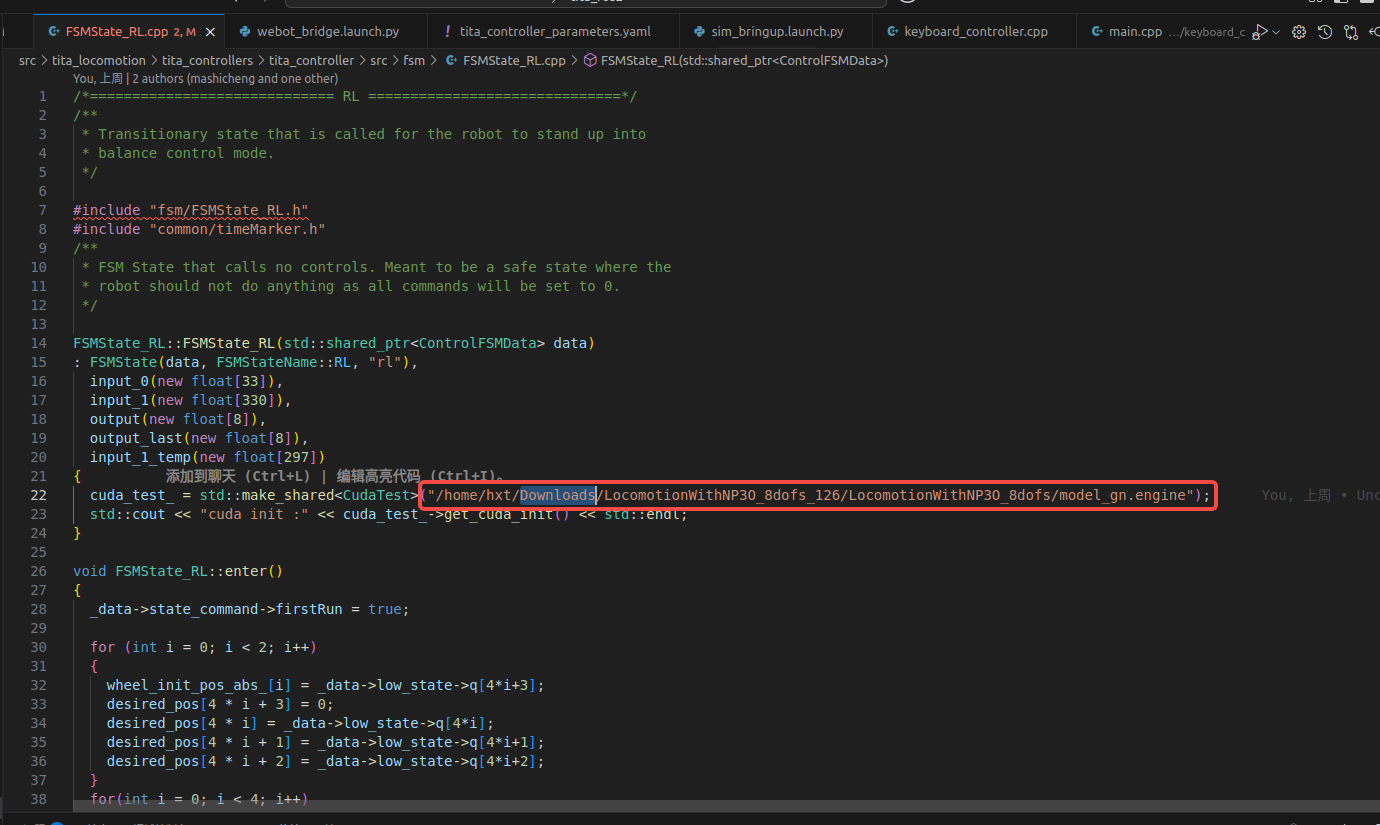 FSMState_RL.cpp 2, M
webot_bridge.launch.py
! tita_controller_parameters.yaml
sim_bringup.launch.py
keyboard_controller.cpp
main.cpp .../keyboard_c
src > tita_locomotion > tita_controllers > tita_controller > src > fsm > FSMState_RL.cpp > FSMState_RL(std::shared_ptr<ControlFSMData>)
You, 上周 | 2 authors (mashicheng and one other)
1 /*============================= RL ==============================*/
2 /**
3 * Transitionary state that is called for the robot to stand up into
4 * balance control mode.
5 */
6
7 #include "fsm/FSMState_RL.h"
8 #include "common/timeMarker.h"
9 /**
10 * FSM State that calls no controls. Meant to be a safe state where the
11 * robot should not do anything as all commands will be set to 0.
12 */
13
14 FSMState_RL::FSMState_RL(std::shared_ptr<ControlFSMData> data)
15 : FSMState(data, FSMStateName::RL, "rl"),
16 input_0(new float[33]),
17 input_1(new float[330]),
18 output(new float[8]),
19 output_last(new float[8]),
20 input_1_temp(new float[297])
21 { 添加到聊天 (Ctrl+L) | 编辑高亮代码 (Ctrl+I)。
22 cuda_test_ = std::make_shared<CudaTest>("/home/hxt/Downloads/LocomotionWithNP3O_8dofs_126/LocomotionWithNP3O_8dofs/model_gn.engine"); You, 上周 • Unc
23 std::cout << "cuda init :" << cuda_test_->get_cuda_init() << std::endl;
24 }
25
26 void FSMState_RL::enter()
27 {
28 _data->state_command->firstRun = true;
29
30 for (int i = 0; i < 2; i++)
31 {
32 wheel_init_pos_abs_[i] = _data->low_state->q[4*i+3];
33 desired_pos[4 * i + 3] = 0;
34 desired_pos[4 * i] = _data->low_state->q[4*i];
35 desired_pos[4 * i + 1] = _data->low_state->q[4*i+1];
36 desired_pos[4 * i + 2] = _data->low_state->q[4*i+2];
37 }
38 for(int i = 0; i < 4; i++)